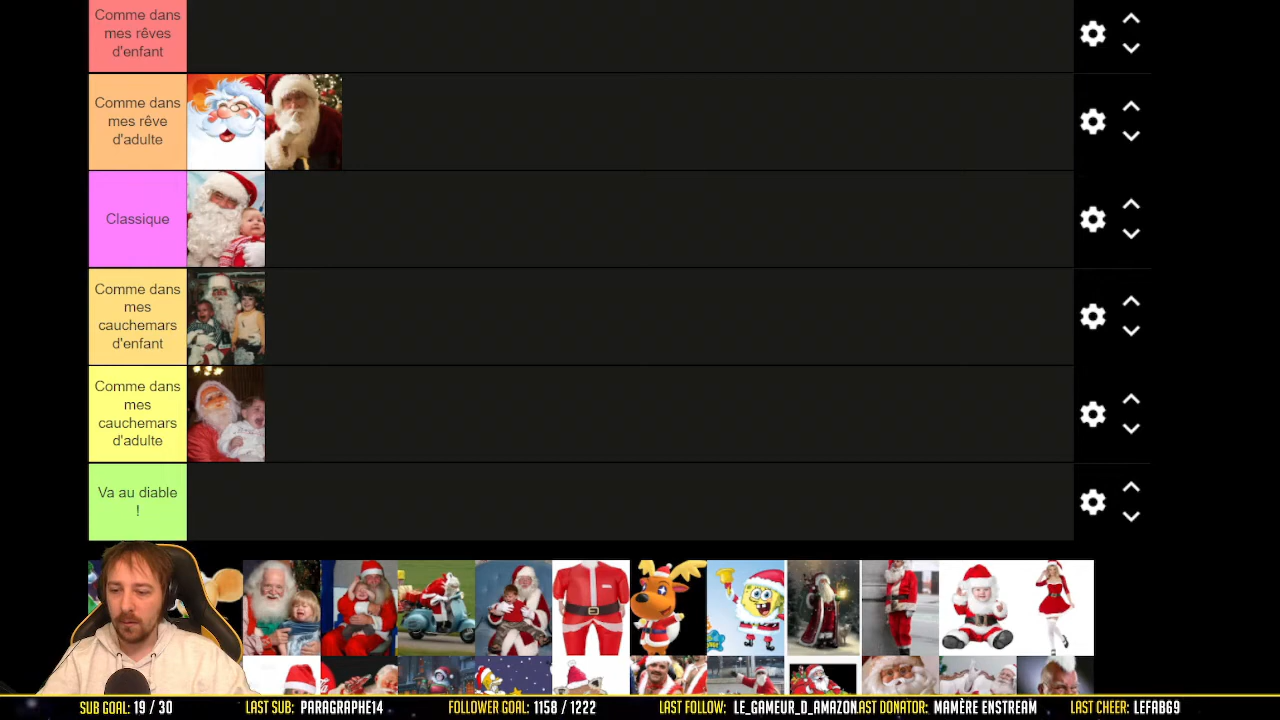 Comme dans
mes rêves
d'enfant
Comme dans
mes rêve
d'adulte
Classique
Comme dans
mes
cauchemars
d'enfant
Comme dans
mes
cauchemars
d'adulte
Va au diable
!
SUB GOAL: 19 / 30
LAST SUB: PARAGRAPHE14
FOLLOWER GOAL: 1158 / 1222
LAST FOLLOW: LE_GAMEUR_D_AMAZON
AST DONATOR: MAMÈRE ENSTREAM
LAST CHEER: LEFAB69